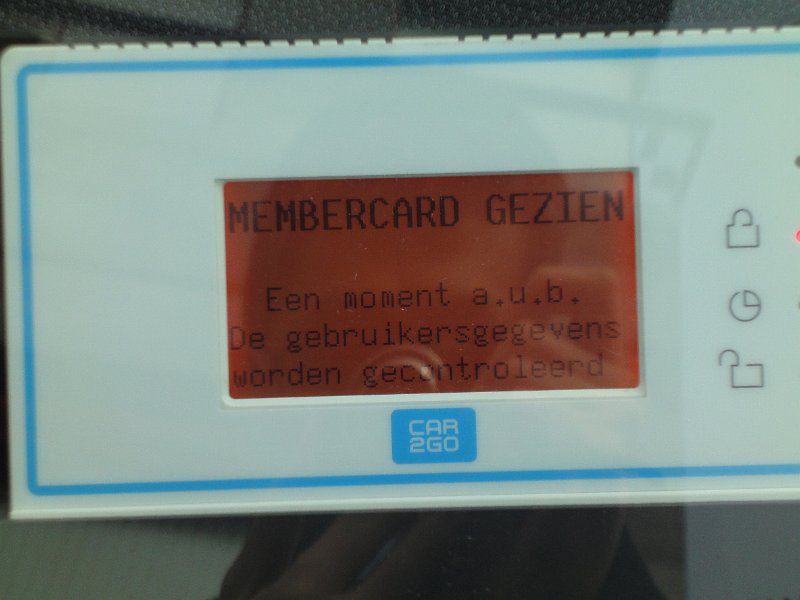 MEMBERCARD GEZIEN
Een moment a.u.b.
De gebruikersgegevens
worden gecontroleerd
CAR
2GO